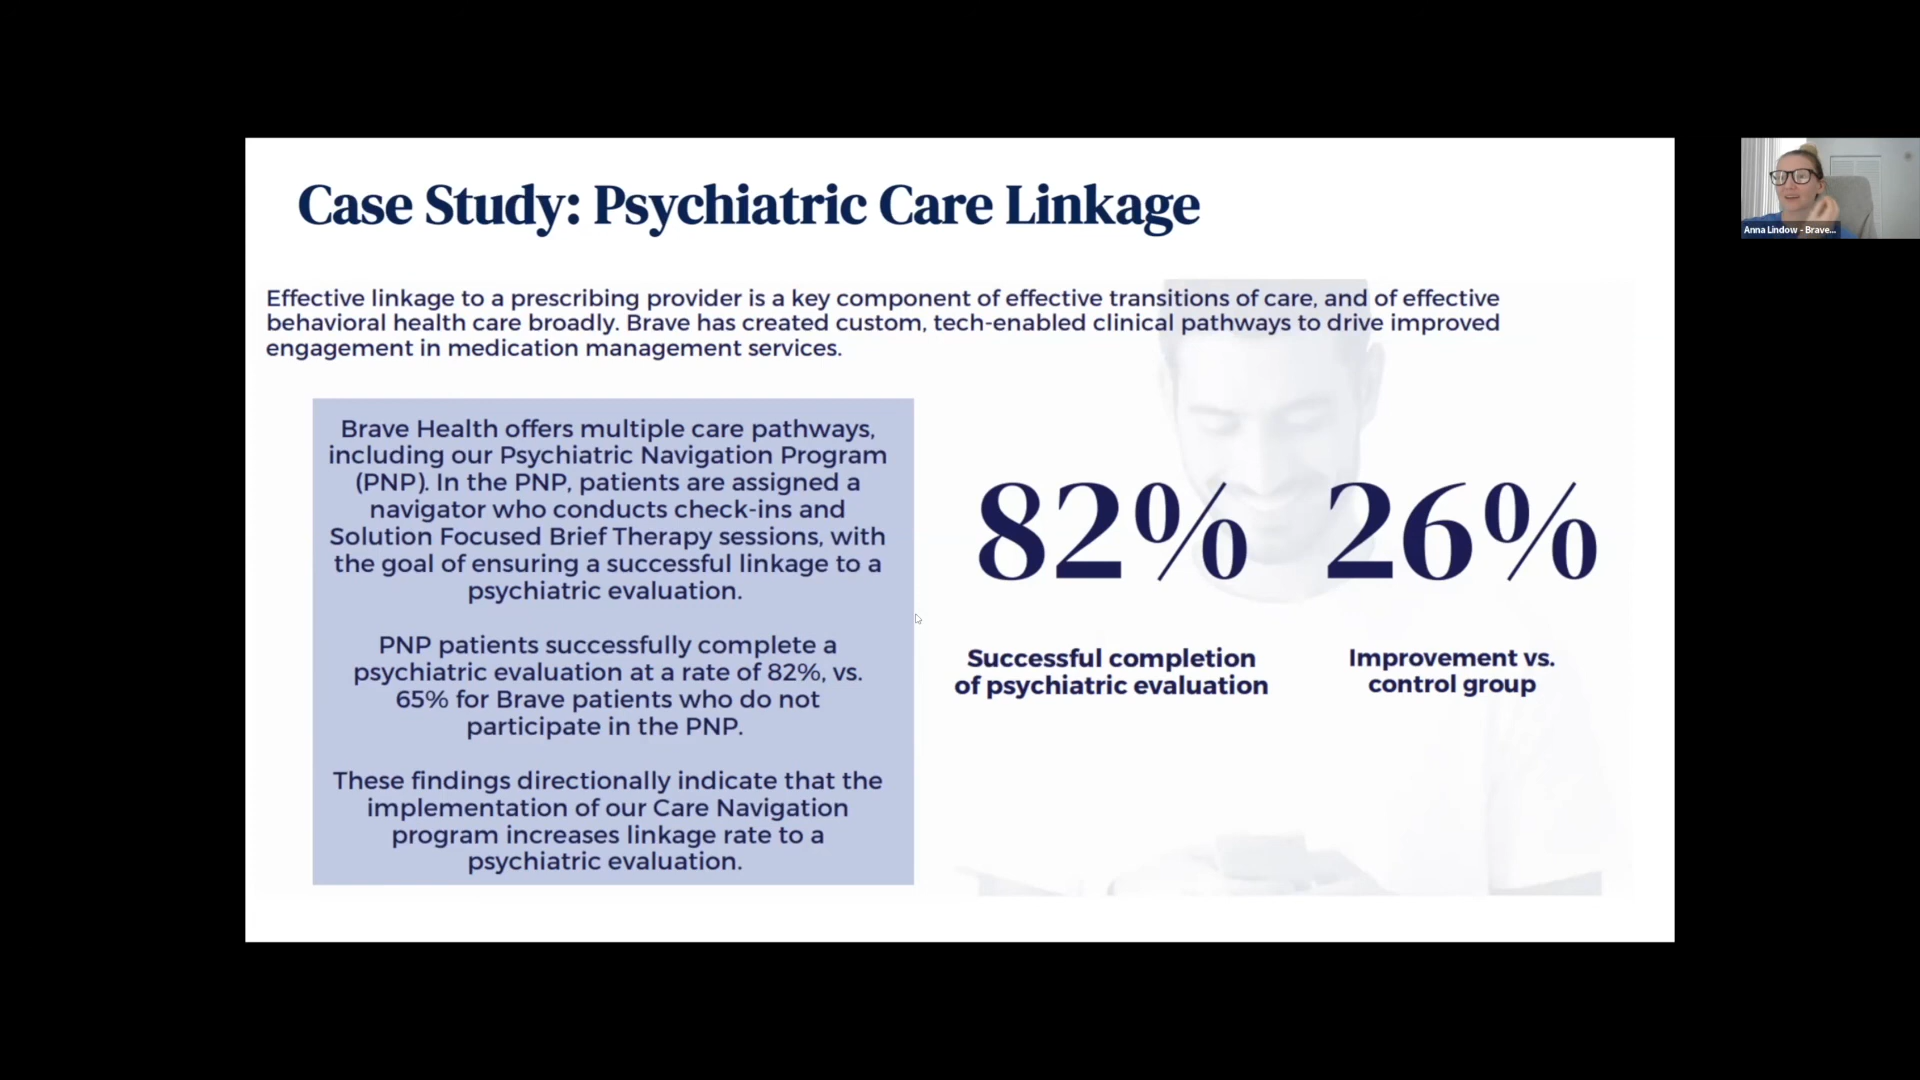 Case Study: Psychiatric Care Linkage
Anna Lindow - Brave...
Effective linkage to a prescribing provider is a key component of effective transitions of care, and of effective
behavioral health care broadly. Brave has created custom, tech-enabled clinical pathways to drive improved
engagement in medication management services.
Brave Health offers multiple care pathways,
including our Psychiatric Navigation Program
(PNP). In the PNP, patients are assigned a
navigator who conducts check-ins and
Solution Focused Brief Therapy sessions, with
the goal of ensuring a successful linkage to a
psychiatric evaluation.
PNP patients successfully complete a
psychiatric evaluation at a rate of 82%, vs.
65% for Brave patients who do not
participate in the PNP.
These findings directionally indicate that the
implementation of our Care Navigation
program increases linkage rate to a
psychiatric evaluation.
82%
Successful completion
of psychiatric evaluation
26%
Improvement vs.
control group